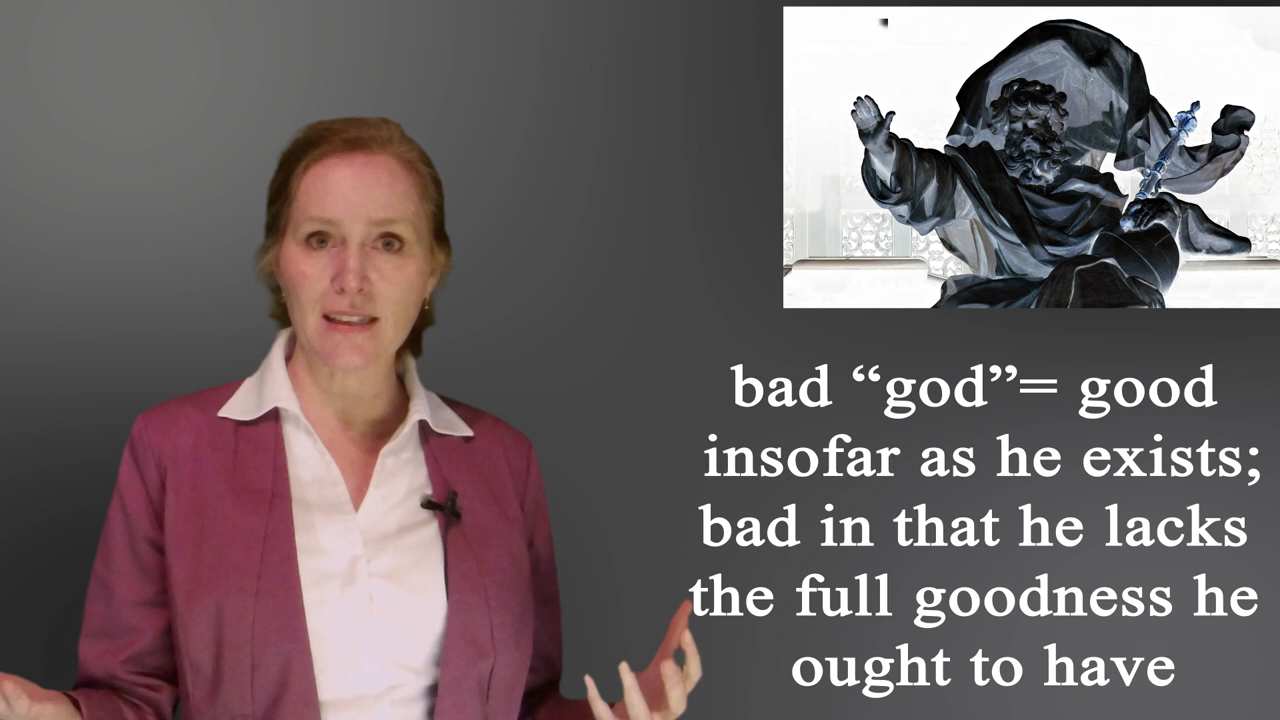 bad “god”= good
insofar as he exists;
bad in that he lacks
the full goodness he
ought to have